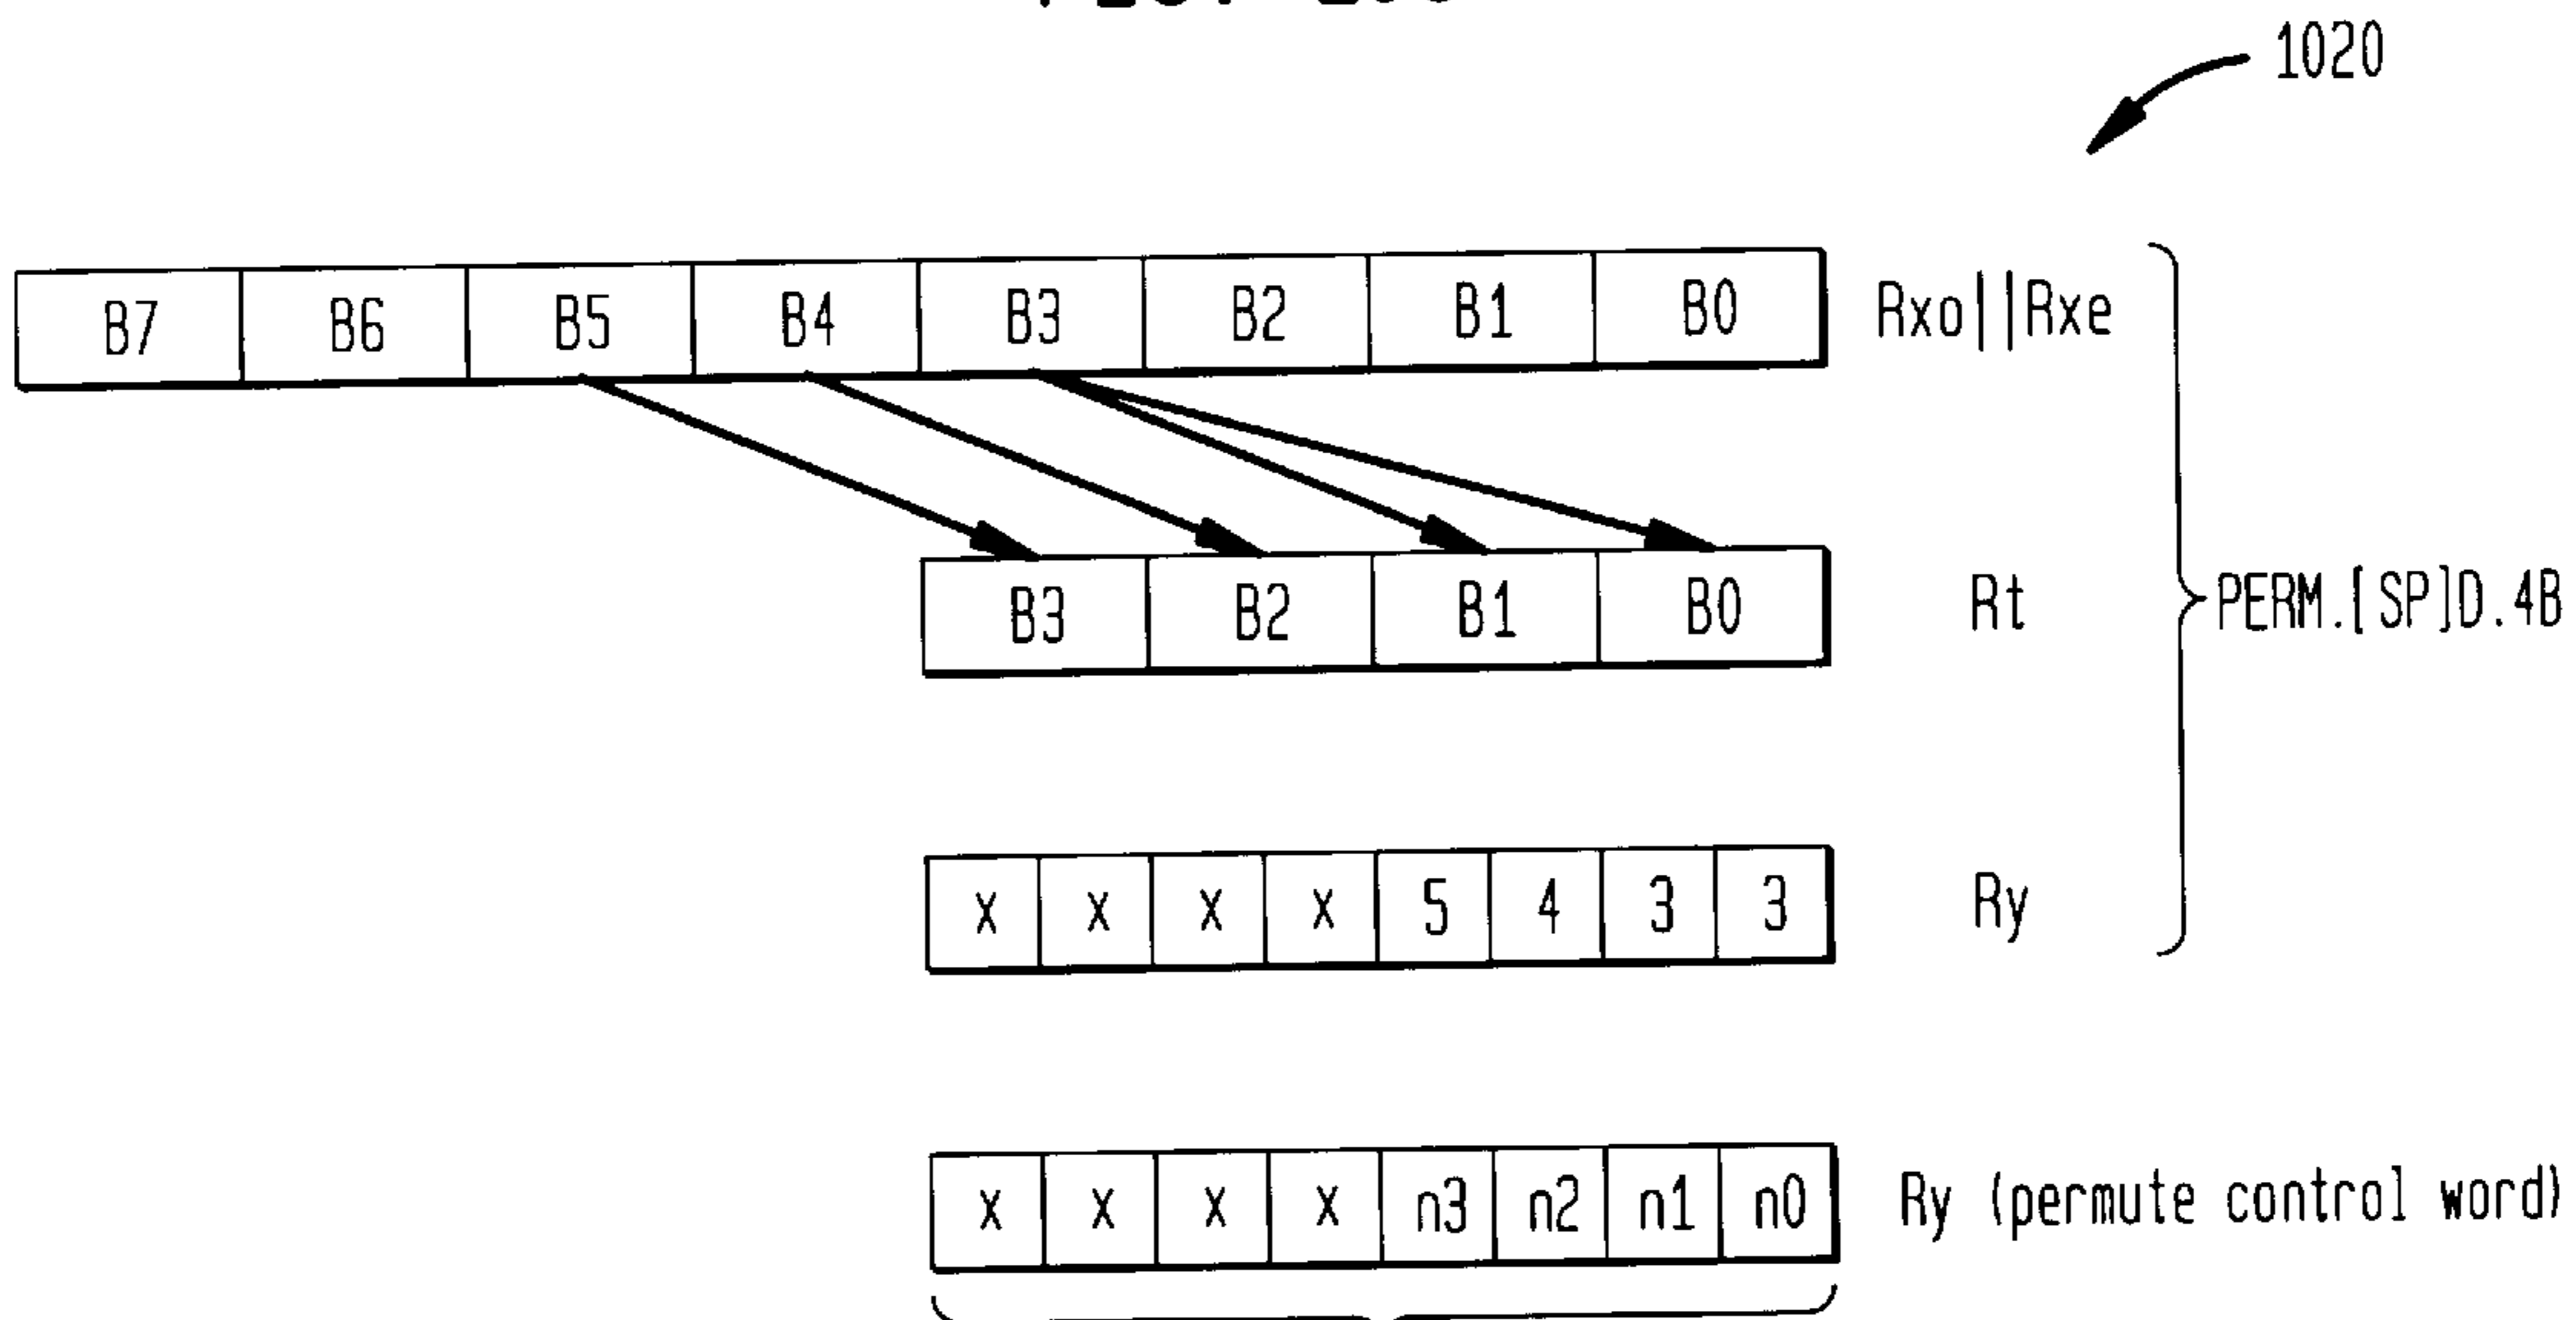 1020
B7 B6 B5 B4 B3 B2 B1 B0 Rxo||Rxe
B3 B2 B1 B0 Rt
PERM.[SP]D.4B
x x x x 5 4 3 3 Ry
x x x x n3 n2 n1 n0 Ry (permute control word)